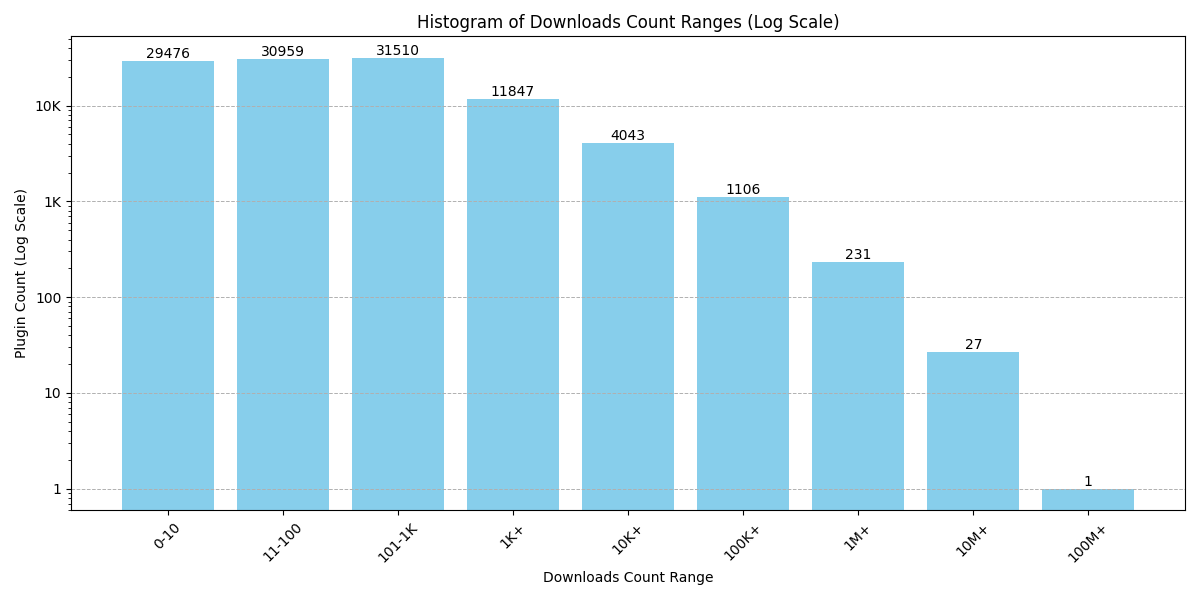 Histogram of Downloads Count Ranges (Log Scale)
29476
30959
31510
11847
4043
1106
231
27
1
10K
1K
100
10
1
Plugin Count (Log Scale)
0-10
11-100
101-1K
1K+
10K+
100K+
1M+
10M+
100M+
Downloads Count Range